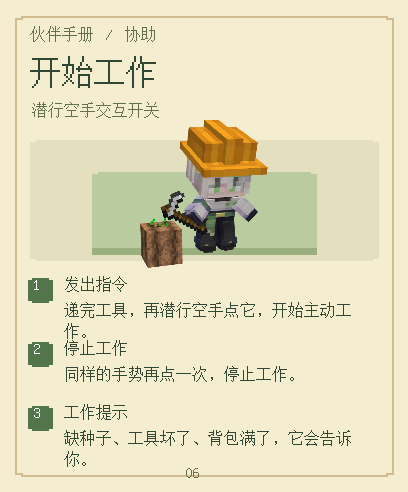 伙伴手册 / 协助
开始工作
潜行空手交互开关
1 发出指令
递完工具，再潜行空手点它，开始主动工
作。
2 停止工作
同样的手势再点一次，停止工作。
3 工作提示
缺种子、工具坏了、背包满了，它会告诉
你。
06